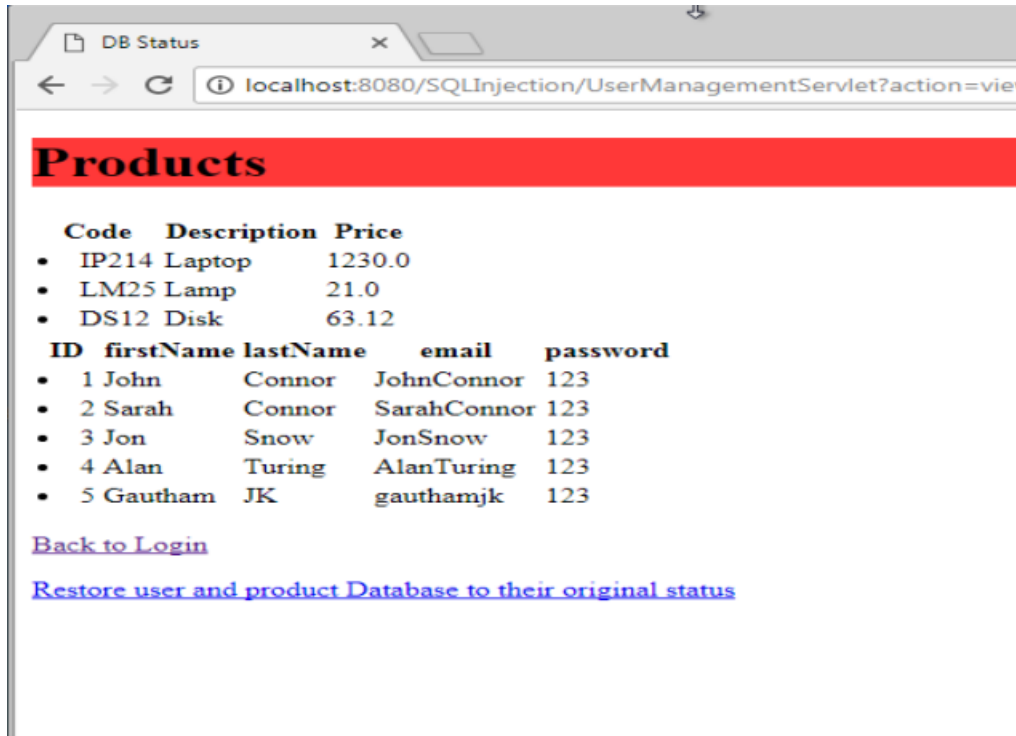 DB Status
localhost:8080/SQLInjection/UserManagementServlet?action=vie
Products
Code Description Price
IP214 Laptop 1230.0
LM25 Lamp 21.0
DS12 Disk 63.12
ID firstName lastName email password
1 John Connor JohnConnor 123
2 Sarah Connor SarahConnor 123
3 Jon Snow JonSnow 123
4 Alan Turing AlanTuring 123
5 Gautham JK gauthamjk 123
Back to Login
Restore user and product Database to their original status